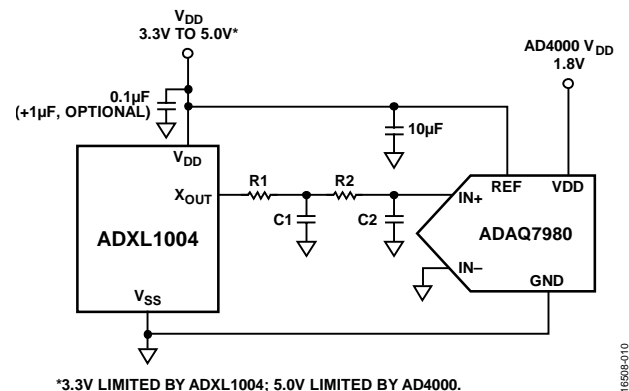 VDD
3.3V TO 5.0V*
AD4000 VDD
1.8V
0.1µF
(+1µF, OPTIONAL)
10µF
VDD
XOUT
R1
R2
C1
C2
ADXL1004
VSS
REF
VDD
IN+
ADAQ7980
IN–
GND
*3.3V LIMITED BY ADXL1004; 5.0V LIMITED BY AD4000.
16508-010